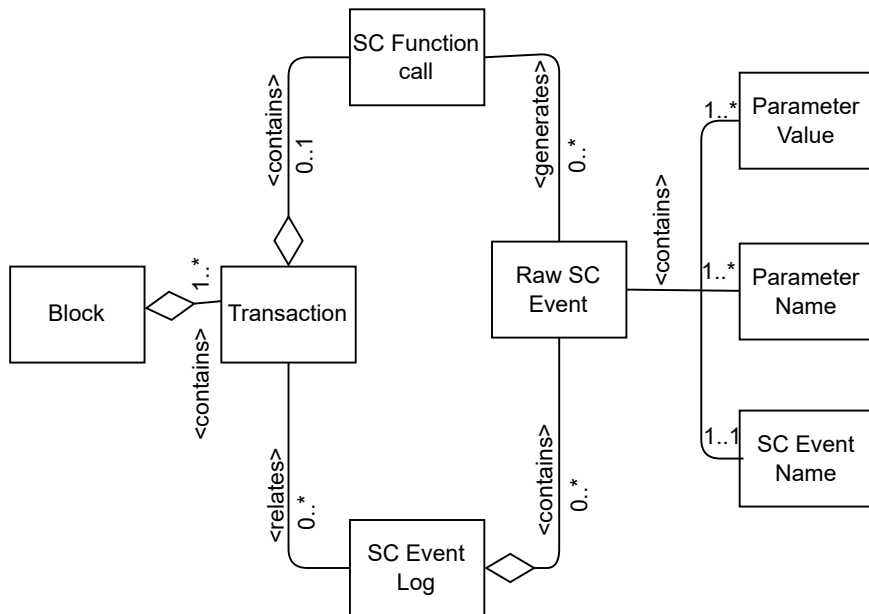 SC Function
call
<contains>
0..1
<generates>
0..*
1..*
Parameter
Value
<contains>
Block
1..*
<contains>
Transaction
Raw SC
Event
1..*
Parameter
Name
<relates>
0..*
<contains>
0..*
1..1
SC Event
Name
SC Event
Log